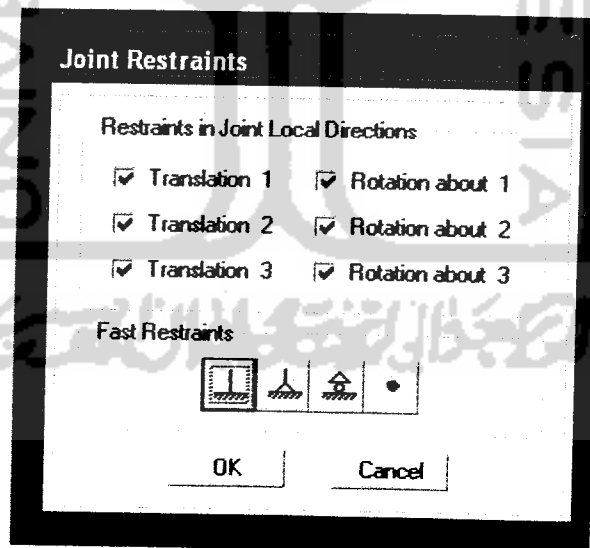 Joint Restraints
Restraints in Joint Local Directions
Translation 1 Rotation about 1
Translation 2 Rotation about 2
Translation 3 Rotation about 3
Fast Restraints
OK Cancel